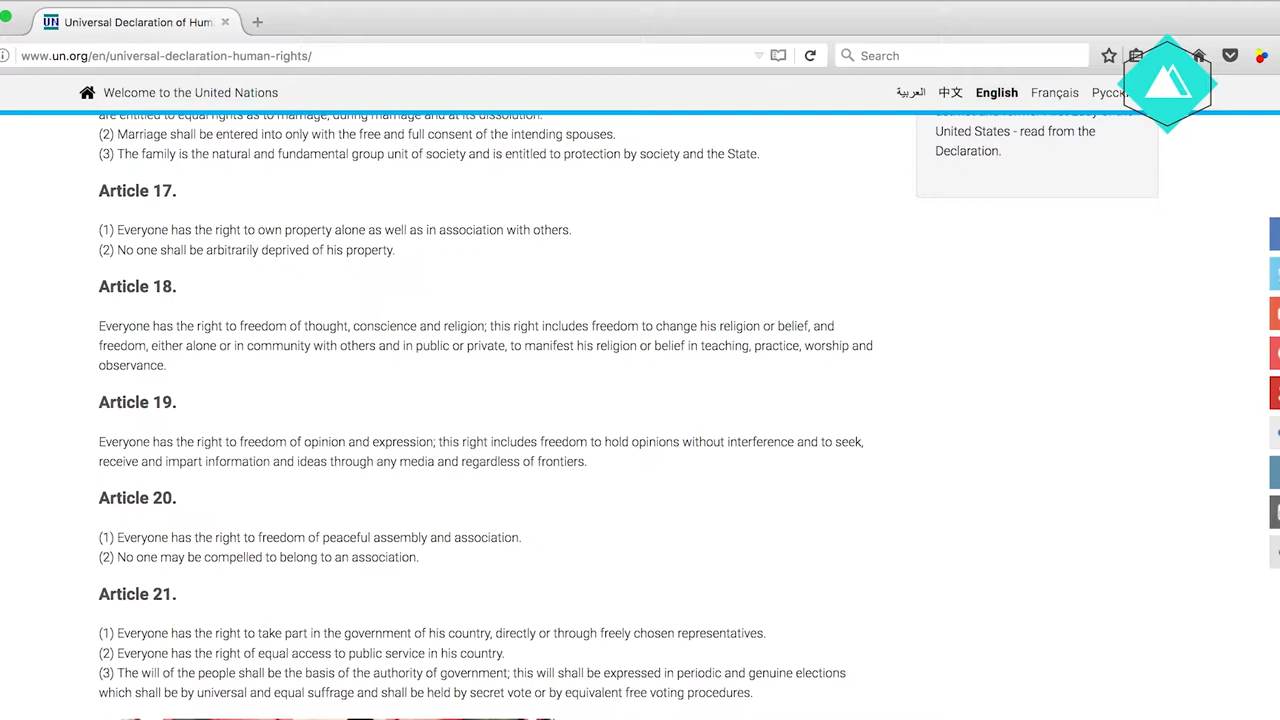 UN Universal Declaration of Hum
www.un.org/en/universal-declaration-human-rights/
Search
Welcome to the United Nations
العربية 中文 English Français
are entitled to equal rights as to marriage, during marriage and at its dissolution.
(2) Marriage shall be entered into only with the free and full consent of the intending spouses.
(3) The family is the natural and fundamental group unit of society and is entitled to protection by society and the State.
United States - read from the
Declaration.
Article 17.
(1) Everyone has the right to own property alone as well as in association with others.
(2) No one shall be arbitrarily deprived of his property.
Article 18.
Everyone has the right to freedom of thought, conscience and religion; this right includes freedom to change his religion or belief, and
freedom, either alone or in community with others and in public or private, to manifest his religion or belief in teaching, practice, worship and
observance.
Article 19.
Everyone has the right to freedom of opinion and expression; this right includes freedom to hold opinions without interference and to seek,
receive and impart information and ideas through any media and regardless of frontiers.
Article 20.
(1) Everyone has the right to freedom of peaceful assembly and association.
(2) No one may be compelled to belong to an association.
Article 21.
(1) Everyone has the right to take part in the government of his country, directly or through freely chosen representatives.
(2) Everyone has the right of equal access to public service in his country.
(3) The will of the people shall be the basis of the authority of government; this will shall be expressed in periodic and genuine elections
which shall be by universal and equal suffrage and shall be held by secret vote or by equivalent free voting procedures.